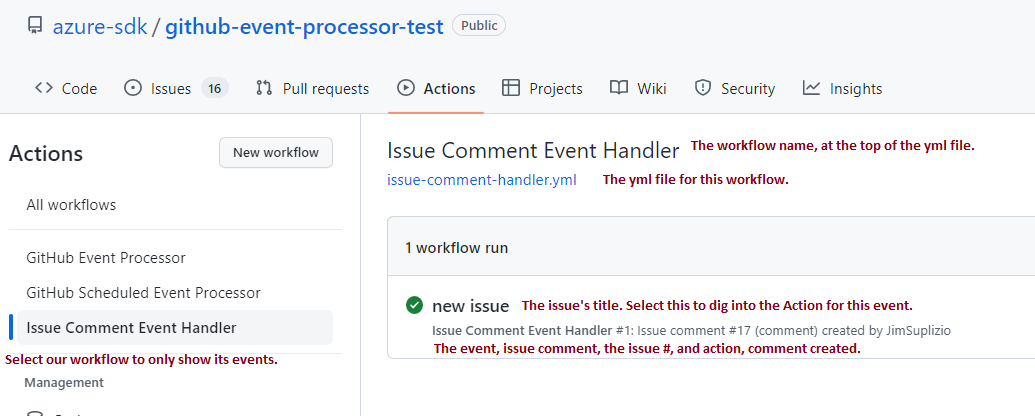 azure-sdk / github-event-processor-test Public
Code Issues 16 Pull requests Actions Projects Wiki Security Insights
Actions New workflow
All workflows
GitHub Event Processor
GitHub Scheduled Event Processor
Issue Comment Event Handler
Select our workflow to only show its events.
Management
Issue Comment Event Handler The workflow name, at the top of the yml file.
issue-comment-handler.yml The yml file for this workflow.
1 workflow run
new issue The issue's title. Select this to dig into the Action for this event.
Issue Comment Event Handler #1: Issue comment #17 (comment) created by JimSuplizio
The event, issue comment, the issue #, and action, comment created.